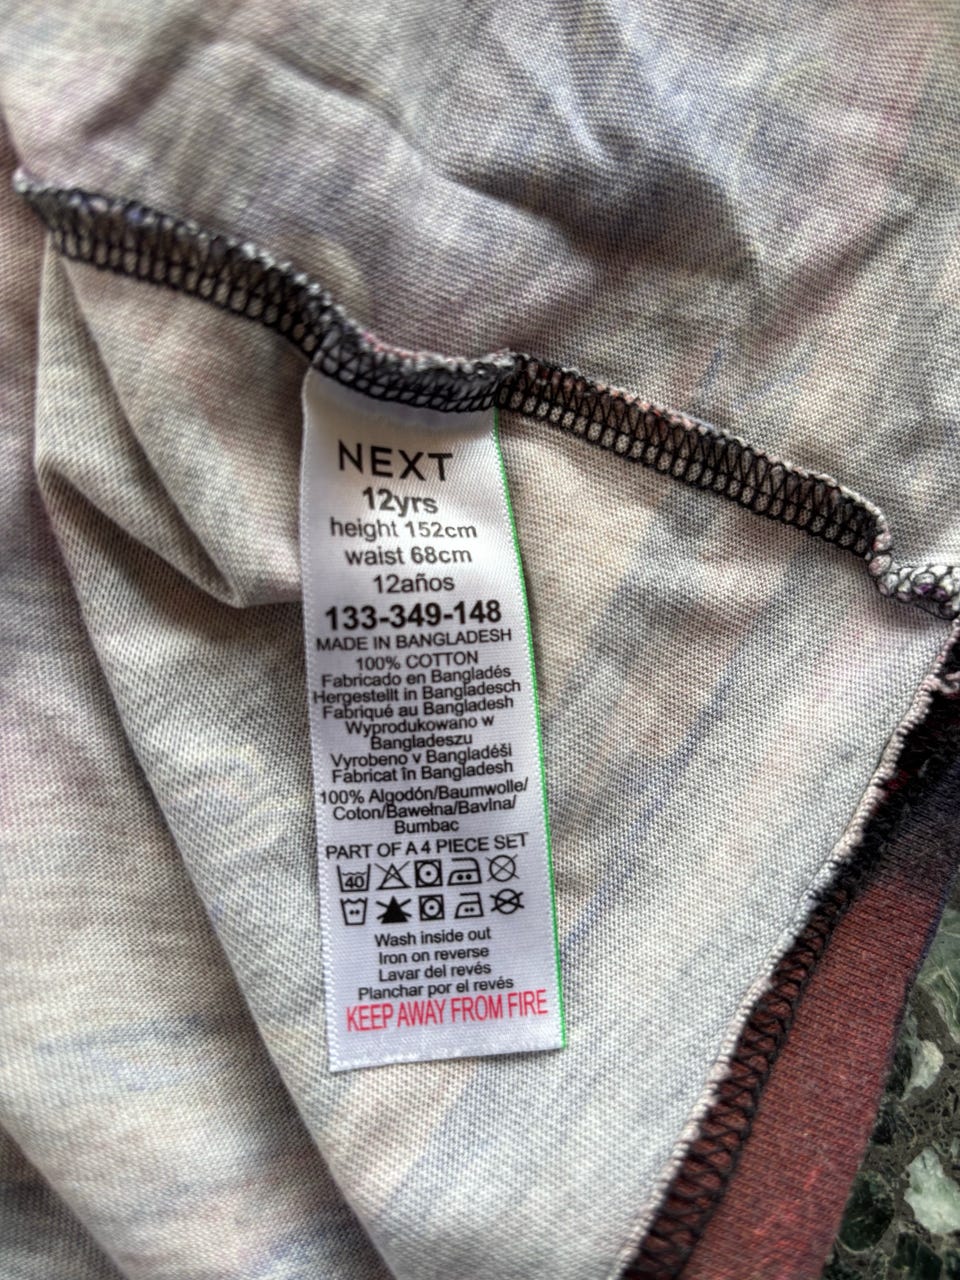 NEXT
12yrs
height 152cm
waist 68cm
12años
133-349-148
MADE IN BANGLADESH
100% COTTON
Fabricado en Bangladés
Hergestellt in Bangladesch
Fabriqué au Bangladesh
Wyprodukowano w
Bangladeszu
Vyrobeno v Bangladéši
Fabricat în Bangladesh
100% Algodón/Baumwolle/
Coton/Bawełna/Bavlna/
Bumbac
PART OF A 4 PIECE SET
40
Wash inside out
Iron on reverse
Lavar del revés
Planchar por el revés
KEEP AWAY FROM FIRE